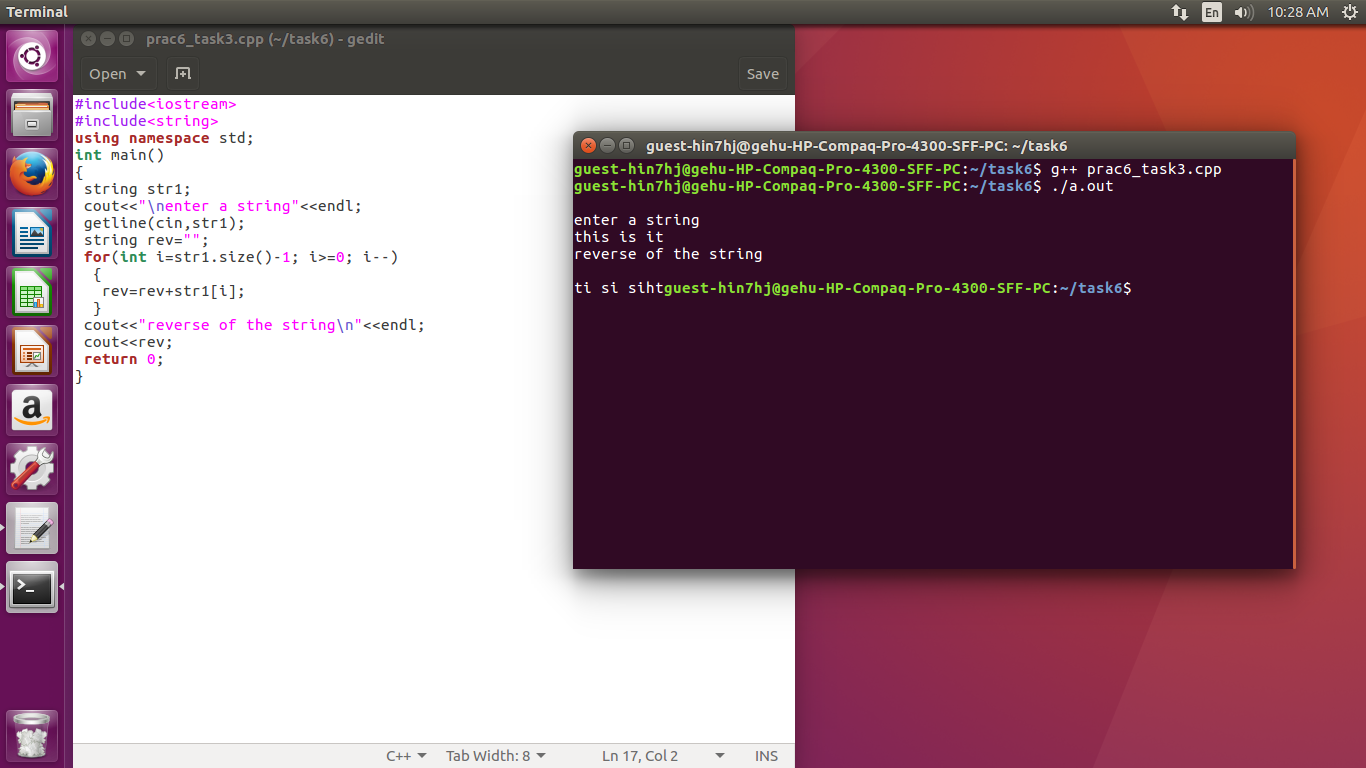 Terminal
En
10:28 AM
prac6_task3.cpp (~/task6) - gedit
Open
Save
#include<iostream>
#include<string>
using namespace std;
int main()
{
 string str1;
 cout<<"\nenter a string"<<endl;
 getline(cin,str1);
 string rev="";
 for(int i=str1.size()-1; i>=0; i--)
  {
   rev=rev+str1[i];
  }
 cout<<"reverse of the string\n"<<endl;
 cout<<rev;
 return 0;
}
C++
Tab Width: 8
Ln 17, Col 2
INS
guest-hin7hj@gehu-HP-Compaq-Pro-4300-SFF-PC: ~/task6
guest-hin7hj@gehu-HP-Compaq-Pro-4300-SFF-PC:~/task6$ g++ prac6_task3.cpp
guest-hin7hj@gehu-HP-Compaq-Pro-4300-SFF-PC:~/task6$ ./a.out
enter a string
this is it
reverse of the string
ti si sihtguest-hin7hj@gehu-HP-Compaq-Pro-4300-SFF-PC:~/task6$
a
>_